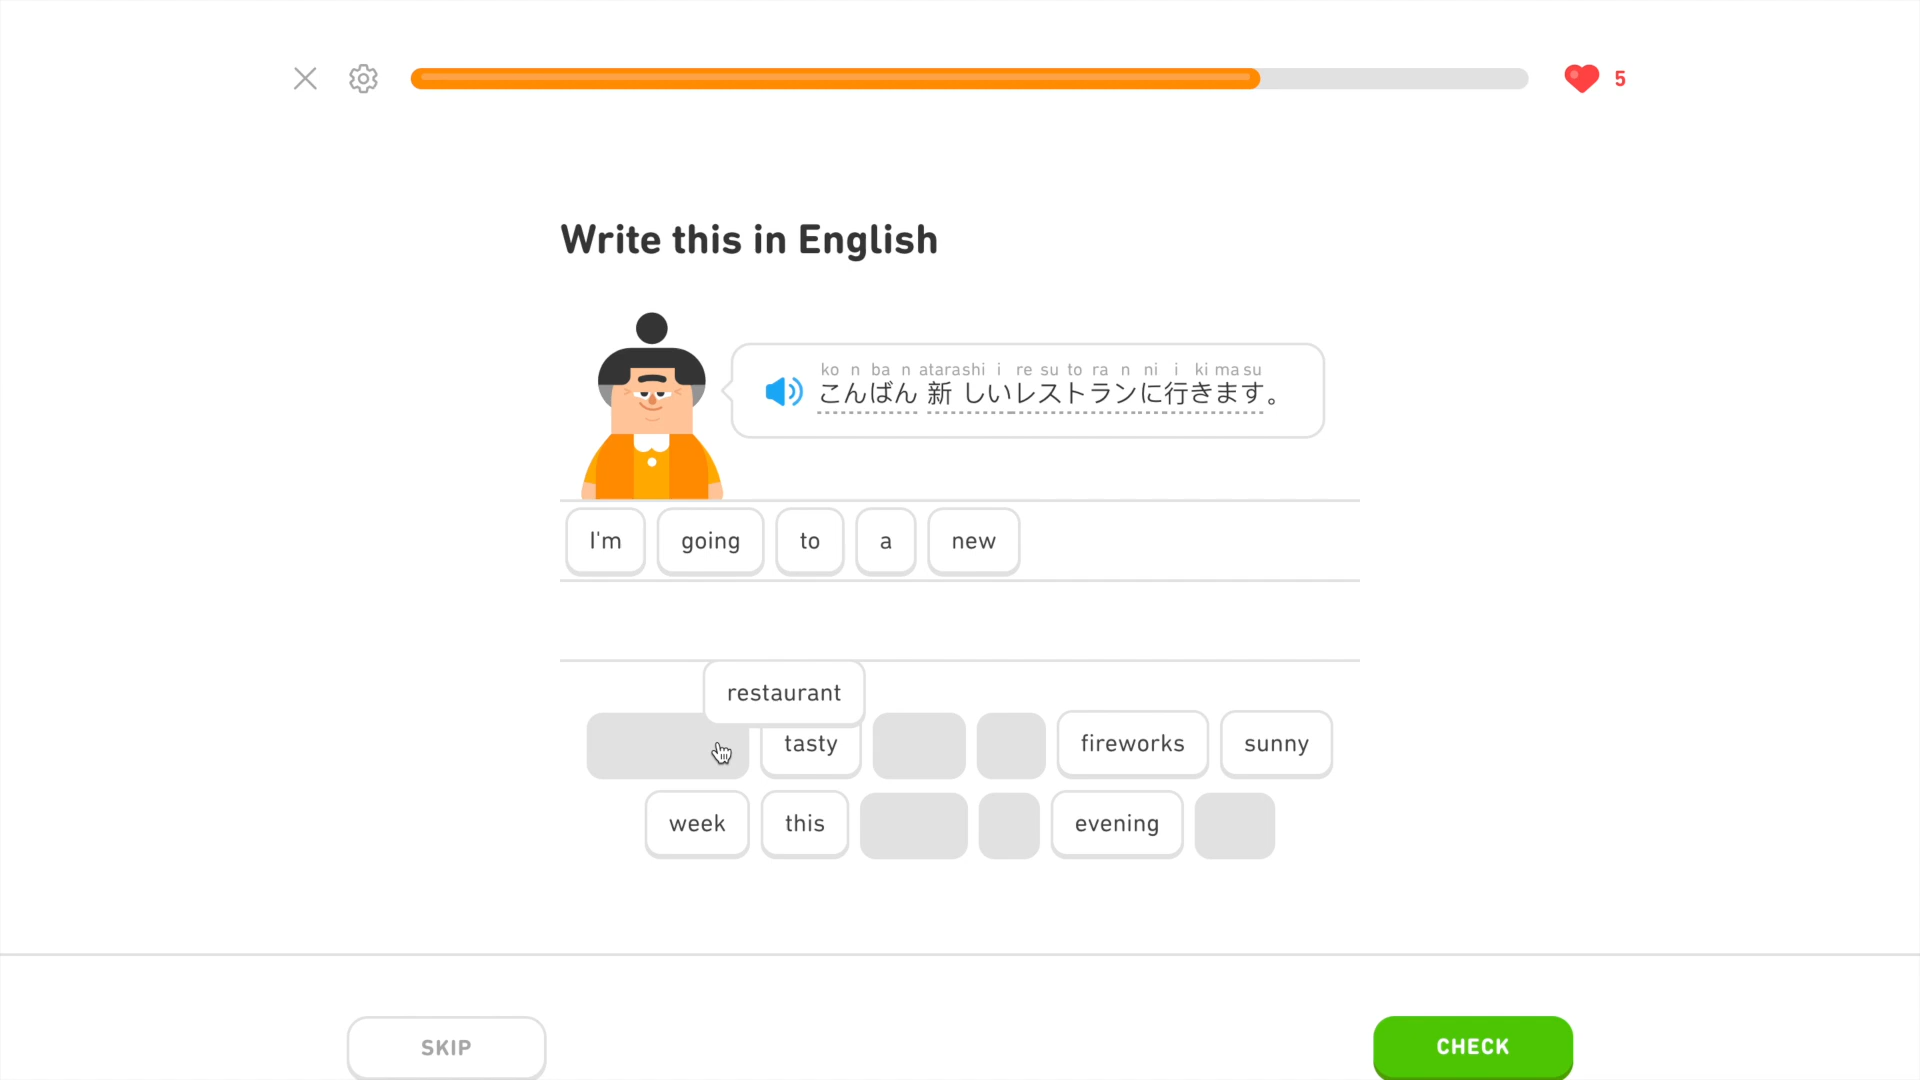 5
Write this in English
ko n ba n atarashi i re su to ra n ni i ki ma su
こんばん新しいレストランに行きます。
I'm going to a new
restaurant
tasty fireworks sunny
week this evening
SKIP CHECK